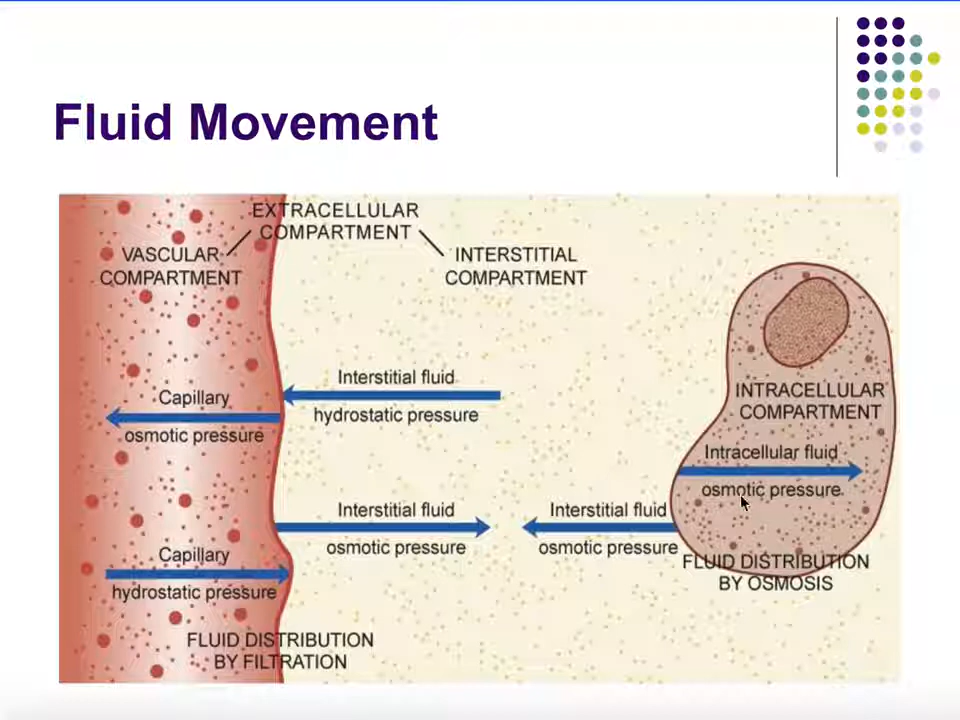 Fluid Movement
EXTRACELLULAR
COMPARTMENT
VASCULAR
COMPARTMENT
INTERSTITIAL
COMPARTMENT
Interstitial fluid
hydrostatic pressure
Capillary
osmotic pressure
INTRACELLULAR
COMPARTMENT
Intracellular fluid
osmotic pressure
Interstitial fluid
osmotic pressure
Interstitial fluid
osmotic pressure
Capillary
hydrostatic pressure
FLUID DISTRIBUTION
BY OSMOSIS
FLUID DISTRIBUTION
BY FILTRATION